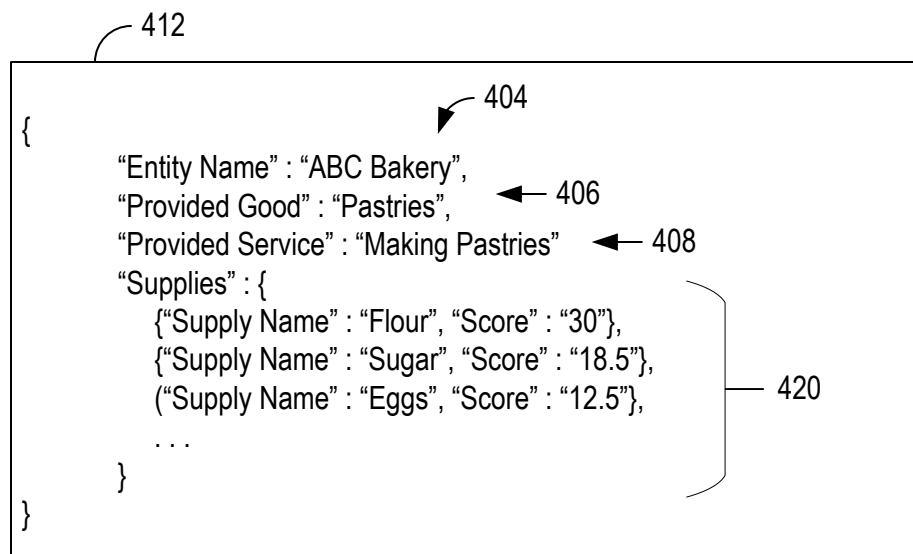 412
404
{
“Entity Name” : “ABC Bakery”,
“Provided Good” : “Pastries”,
406
“Provided Service” : “Making Pastries”
408
“Supplies” : {
{“Supply Name” : “Flour”, “Score” : “30”},
{“Supply Name” : “Sugar”, “Score” : “18.5”},
(“Supply Name” : “Eggs”, “Score” : “12.5”},
420
. . .
}
}